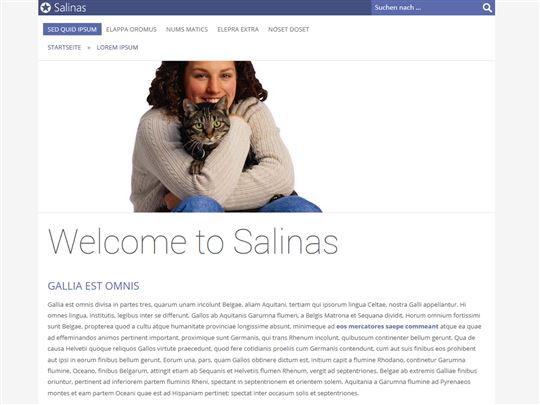 Salinas
Suchen nach ...
SED QUID IPSUM ELAPPA OROMUS NUMS MATICS ELEPRA EXTRA NOSET DOSET
STARTSEITE » LOREM IPSUM
Welcome to Salinas
GALLIA EST OMNIS
Gallia est omnis divisa in partes tres, quarum unam incolunt Belgae, aliam Aquitani, tertiam qui ipsorum lingua Celtae, nostra Galli appellantur. Hi
omnes lingua, institutis, legibus inter se differunt. Gallos ab Aquitanis Garumna flumen, a Belgis Matrona et Sequana dividit. Horum omnium fortissimi
sunt Belgae, propterea quod a cultu atque humanitate provinciae longissime absunt, minimeque ad eos mercatores saepe commeant atque ea quae
ad effeminandos animos pertinent important, proximique sunt Germanis, qui trans Rhenum incolunt, quibuscum continenter bellum gerunt. Qua de
causa Helvetii quoque reliquos Gallos virtute praecedunt, quod fere cotidianis proeliis cum Germanis contendunt, cum aut suis finibus eos prohibent
aut ipsi in eorum finibus bellum gerunt. Eorum una, pars, quam Gallos obtinere dictum est, initium capit a flumine Rhodano, continetur Garumna
flumine, Oceano, finibus Belgarum, attingit etiam ab Sequanis et Helvetiis flumen Rhenum, vergit ad septentriones. Belgae ab extremis Galliae finibus
oriuntur, pertinent ad inferiorem partem fluminis Rheni, spectant in septentrionem et orientem solem. Aquitania a Garumna flumine ad Pyrenaeos
montes et eam partem Oceani quae est ad Hispaniam pertinet; spectat inter occasum solis et septentriones.